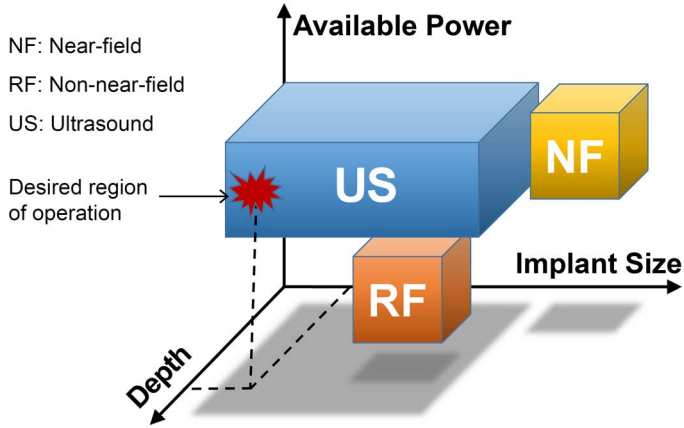 Available Power
NF: Near-field
RF: Non-near-field
US: Ultrasound
Desired region
of operation
US
NF
RF
Implant Size
Depth